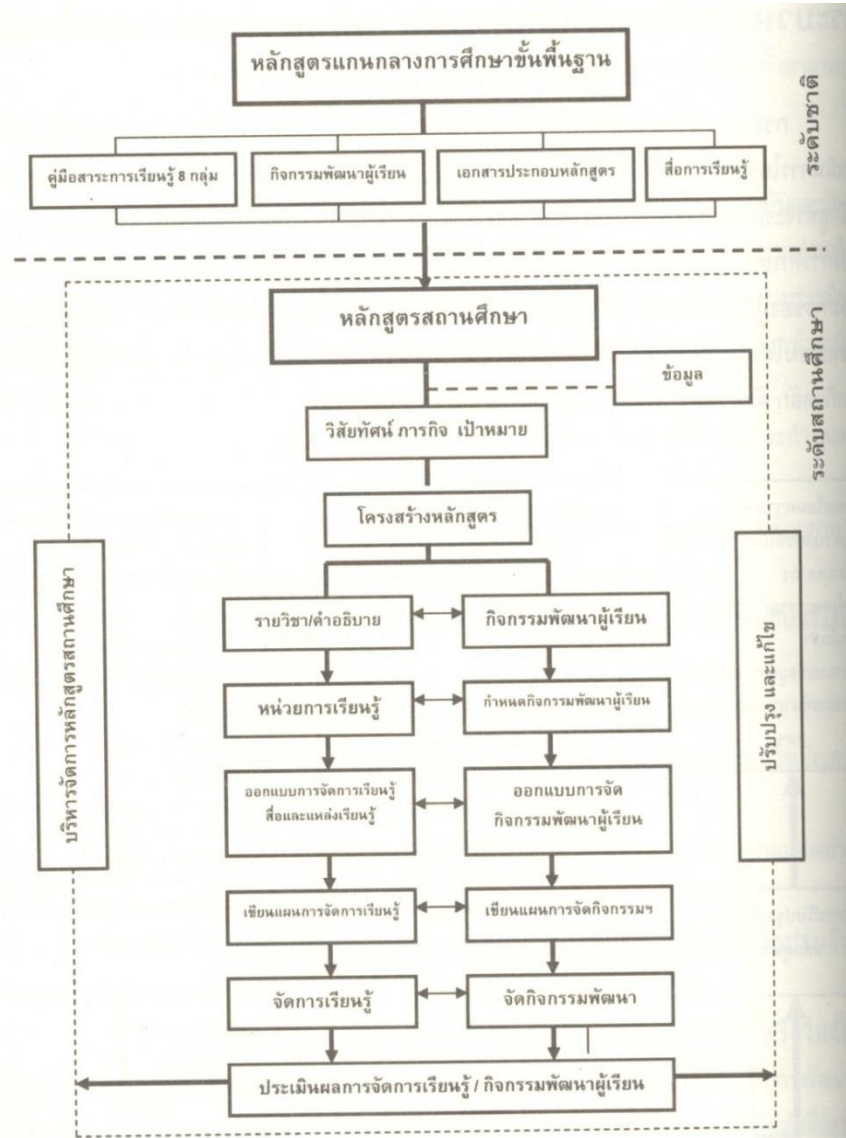 หลักสูตรแกนกลางการศึกษาขั้นพื้นฐาน
ระดับชาติ
คู่มือสาระการเรียนรู้ 8 กลุ่ม
กิจกรรมพัฒนาผู้เรียน
เอกสารประกอบหลักสูตร
สื่อการเรียนรู้
หลักสูตรสถานศึกษา
ระดับสถานศึกษา
ข้อมูล
วิสัยทัศน์ ภารกิจ เป้าหมาย
โครงสร้างหลักสูตร
บริหารจัดการหลักสูตรสถานศึกษา
ปรับปรุง และแก้ไข
รายวิชา/คำอธิบาย
กิจกรรมพัฒนาผู้เรียน
หน่วยการเรียนรู้
กำหนดกิจกรรมพัฒนาผู้เรียน
ออกแบบการจัดการเรียนรู้
สื่อและแหล่งเรียนรู้
ออกแบบการจัด
กิจกรรมพัฒนาผู้เรียน
เขียนแผนการจัดการเรียนรู้
เขียนแผนการจัดกิจกรรมฯ
จัดการเรียนรู้
จัดกิจกรรมพัฒนา
ประเมินผลการจัดการเรียนรู้ / กิจกรรมพัฒนาผู้เรียน